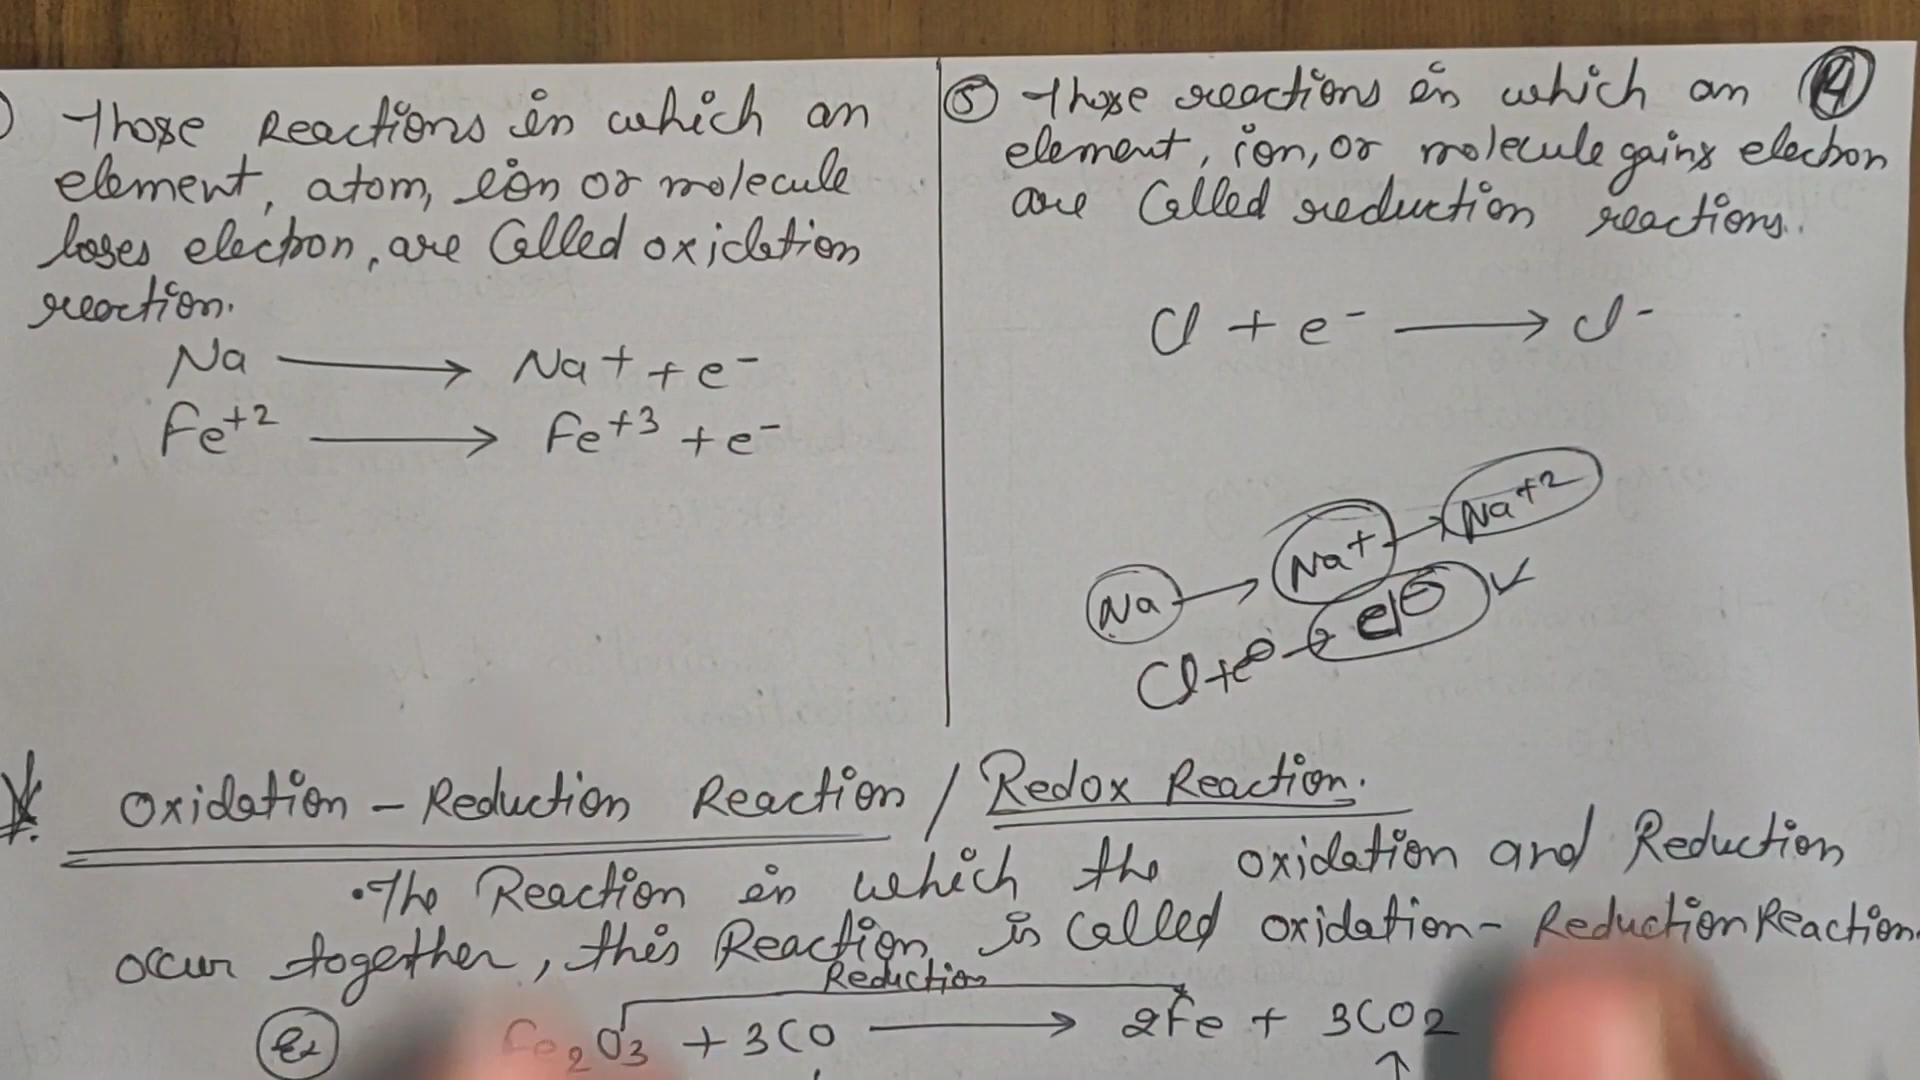 Those Reactions in which an
element, atom, ion or molecule
loses electron, are Called oxidation
reaction.
Na ⟶ Na+ + e-
Fe+2 ⟶ Fe+3 + e-
⑤ Those reactions in which an
element, ion, or molecule gains electron
are Called reduction reactions.
4
Cl + e- ⟶ Cl-
Na → Na+ → Na+2
Cl + e⊖ → Cl⊖ ✓
Oxidation - Reduction Reaction / Redox Reaction.
• The Reaction in which the oxidation and Reduction
occur together, this Reaction is Called oxidation - Reduction Reaction.
Reduction
Ex Fe2O3 + 3CO ⟶ 2Fe + 3CO2